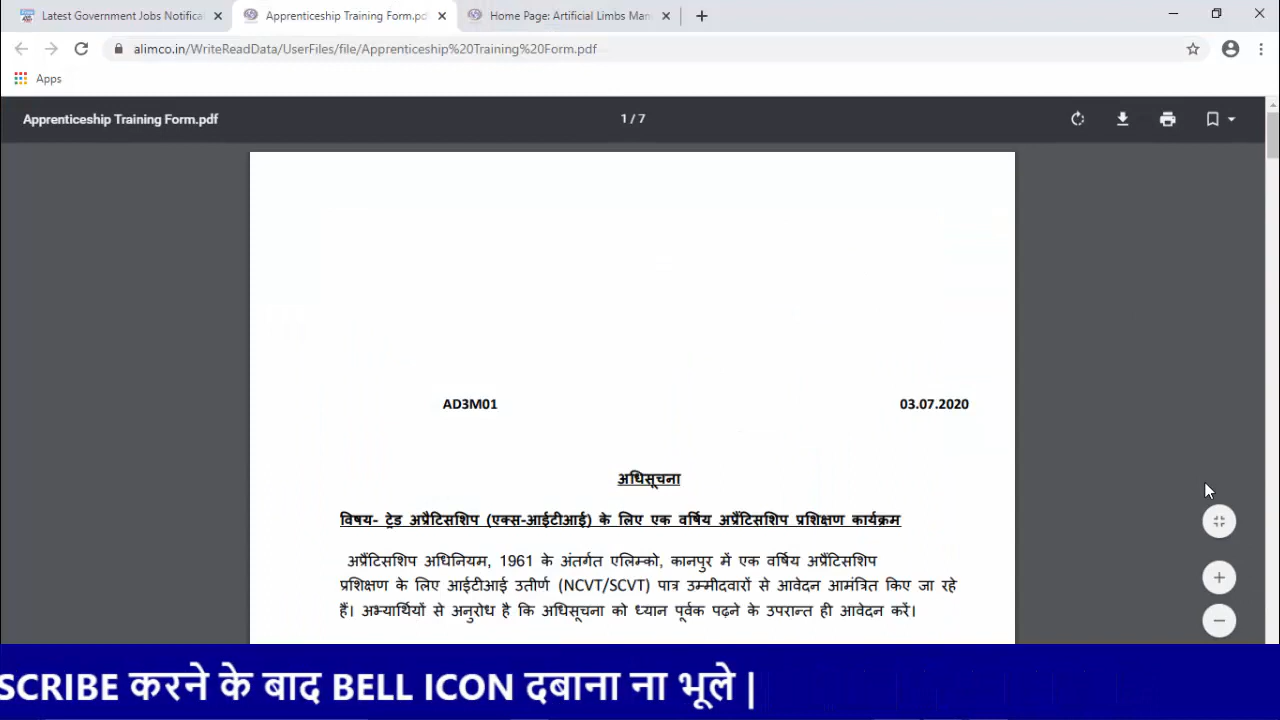 Latest Government Jobs Notifica
Apprenticeship Training Form.pd
Home Page: Artificial Limbs Man
alimco.in/WriteReadData/UserFiles/file/Apprenticeship%20Training%20Form.pdf
Apps
Apprenticeship Training Form.pdf
1 / 7
AD3M01
03.07.2020
अधिसूचना
विषय- ट्रेड अप्रैटिसशिप (एक्स-आईटीआई) के लिए एक वर्षिय अप्रैंटिसशिप प्रशिक्षण कार्यक्रम
अप्रैंटिसशिप अधिनियम, 1961 के अंतर्गत एलिम्को, कानपुर में एक वर्षिय अप्रैंटिसशिप
प्रशिक्षण के लिए आईटीआई उतीर्ण (NCVT/SCVT) पात्र उम्मीदवारों से आवेदन आमंत्रित किए जा रहे
हैं। अभ्यार्थियों से अनुरोध है कि अधिसूचना को ध्यान पूर्वक पढ़ने के उपरान्त ही आवेदन करें।
SCRIBE करने के बाद BELL ICON दबाना ना भूले |